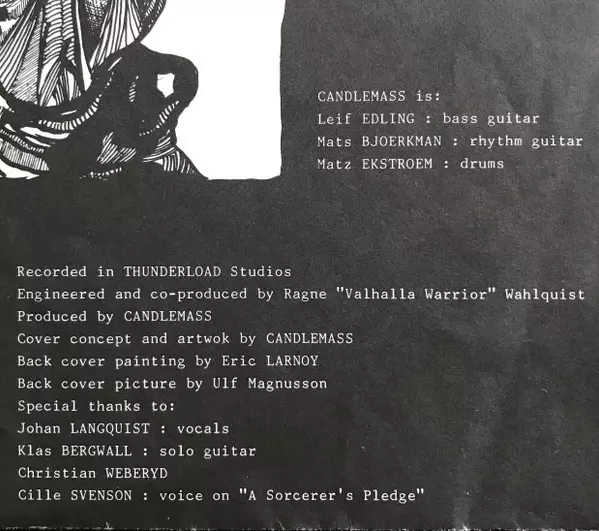 CANDLEMASS is:
Leif EDLING : bass guitar
Mats BJOERKMAN : rhythm guitar
Matz EKSTROEM : drums
Recorded in THUNDERLOAD Studios
Engineered and co-produced by Ragne "Valhalla Warrior" Wahlquist
Produced by CANDLEMASS
Cover concept and artwok by CANDLEMASS
Back cover painting by Eric LARNOY
Back cover picture by Ulf Magnusson
Special thanks to:
Johan LANGQUIST : vocals
Klas BERGWALL : solo guitar
Christian WEBERYD
Cille SVENSON : voice on "A Sorcerer's Pledge"